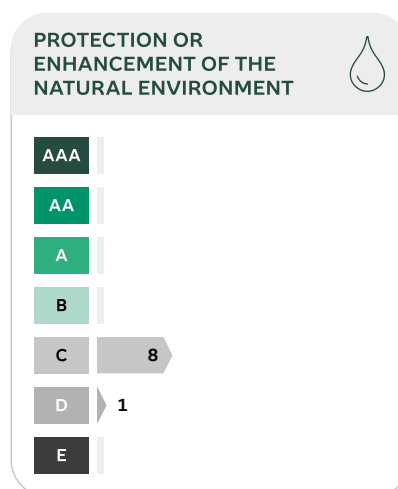 PROTECTION OR
ENHANCEMENT OF THE
NATURAL ENVIRONMENT
AAA
AA
A
B
C 8
D 1
E